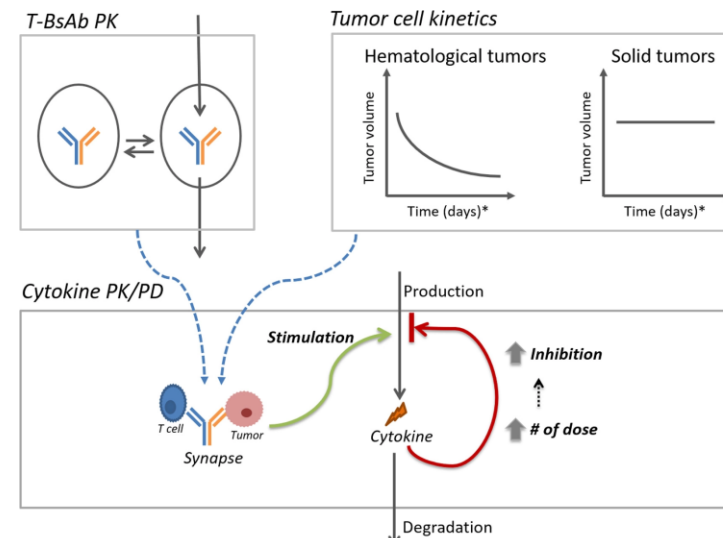 T-BsAb PK
Tumor cell kinetics
Hematological tumors
Solid tumors
Tumor volume
Time (days)*
Tumor volume
Time (days)*
Cytokine PK/PD
Production
Stimulation
Inhibition
# of dose
T cell
Tumor
Synapse
Cytokine
Degradation